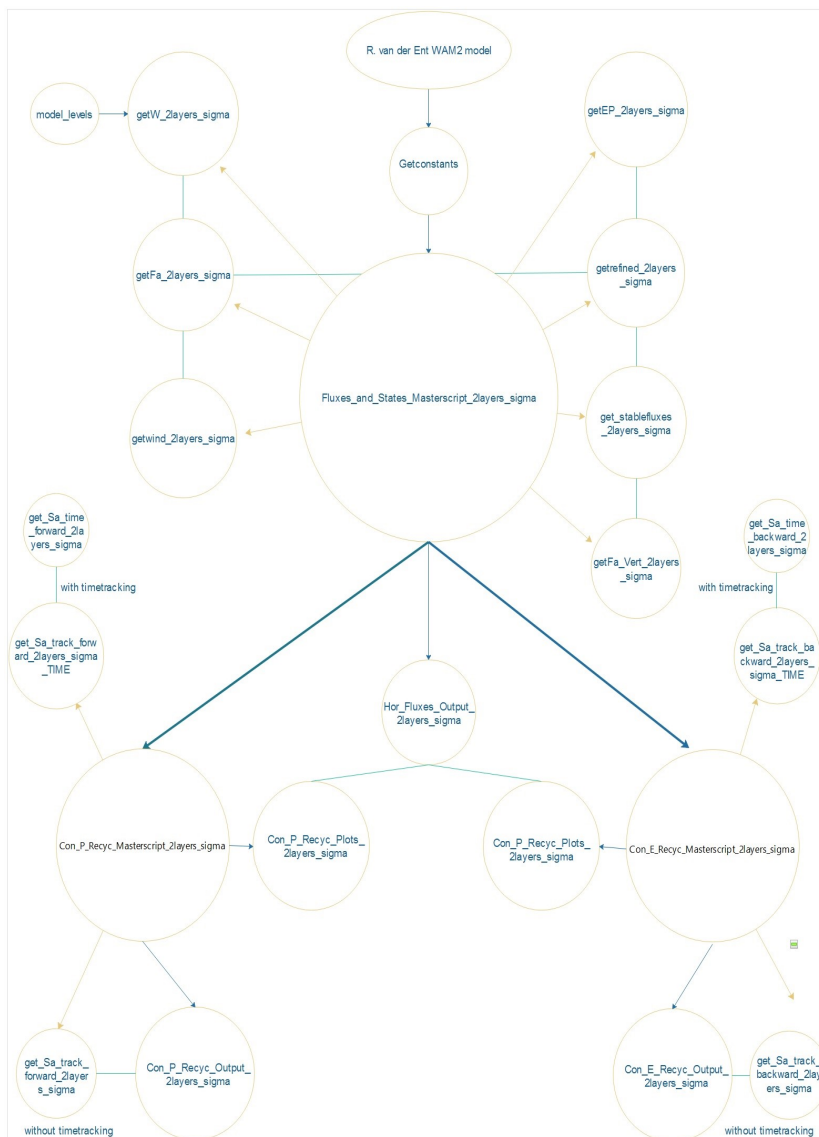 R. van der Ent WAM2 model
model_levels
getW_2layers_sigma
getEP_2layers_sigma
Getconstants
getFa_2layers_sigma
getrefined_2layers
_sigma
Fluxes_and_States_Masterscript_2layers_sigma
getwind_2layers_sigma
get_stablefluxes
_2layers_sigma
get_Sa_time
_forward_2la
yers_sigma
get_Sa_time
_backward_2
layers_sigma
getFa_Vert_2layers
_sigma
with timetracking
with timetracking
get_Sa_track_forw
ard_2layers_sigma
_TIME
get_Sa_track_ba
ckward_2layers_
sigma_TIME
Hor_Fluxes_Output_
2layers_sigma
Con_P_Recyc_Masterscript_2layers_sigma
Con_P_Recyc_Plots_
2layers_sigma
Con_P_Recyc_Plots_
2layers_sigma
Con_E_Recyc_Masterscript_2layers_sigma
get_Sa_track_
forward_2layer
s_sigma
Con_P_Recyc_Output_
2layers_sigma
Con_E_Recyc_Output_
2layers_sigma
get_Sa_track_
backward_2lay
ers_sigma
without timetracking
without timetracking